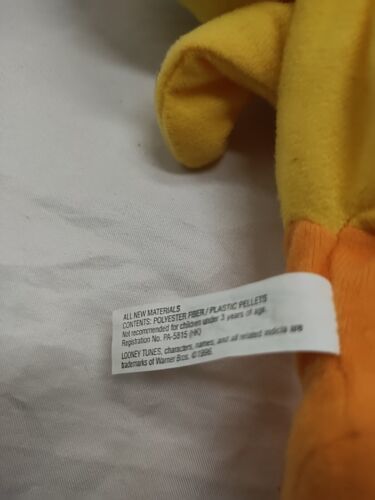 ALL NEW MATERIALS
CONTENTS: POLYESTER FIBER / PLASTIC PELLETS
Not recommended for children under 3 years of age.
Registration No. PA-5815 (HK)
LOONEY TUNES, characters, names, and all related indicia are
trademarks of Warner Bros. ©1996.